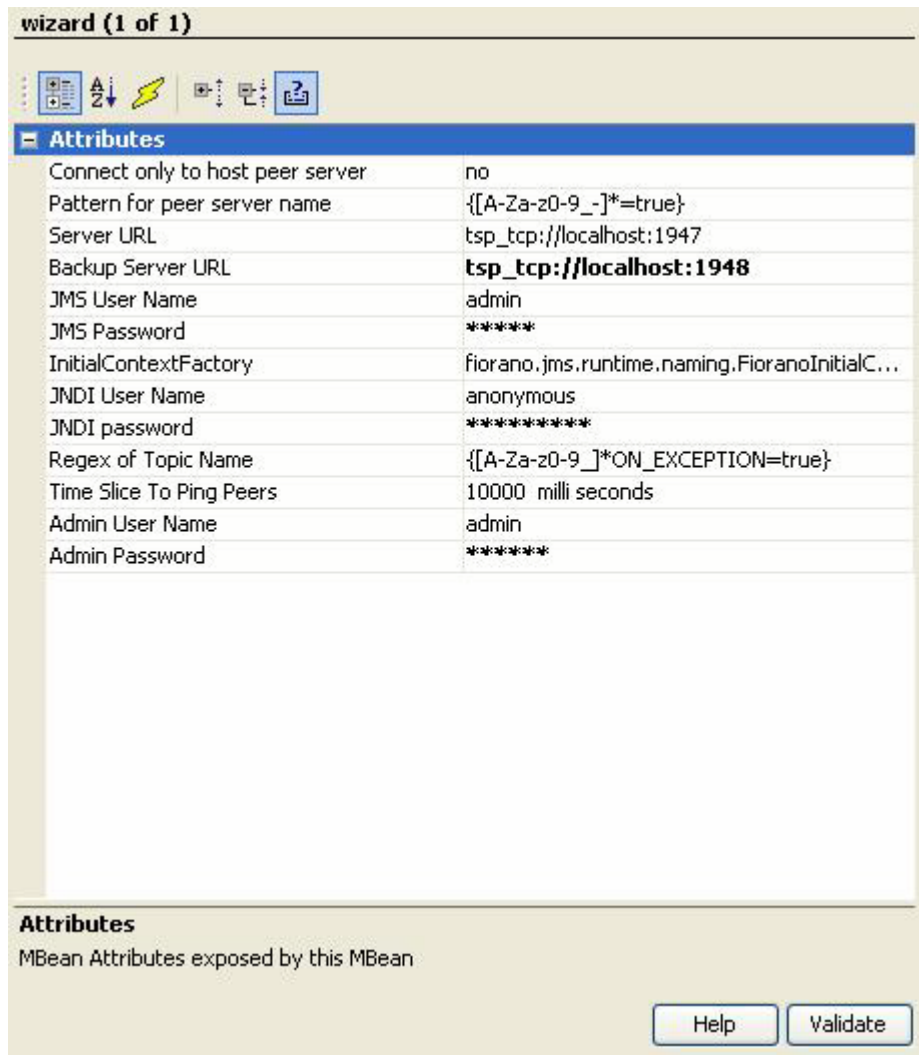 wizard (1 of 1)
Attributes
Connect only to host peer server no
Pattern for peer server name {[A-Za-z0-9_-]*=true}
Server URL tsp_tcp://localhost:1947
Backup Server URL tsp_tcp://localhost:1948
JMS User Name admin
JMS Password *****
InitialContextFactory fiorano.jms.runtime.naming.FioranoInitialC...
JNDI User Name anonymous
JNDI password *********
Regex of Topic Name {[A-Za-z0-9_]*ON_EXCEPTION=true}
Time Slice To Ping Peers 10000 milli seconds
Admin User Name admin
Admin Password ******
Attributes
MBean Attributes exposed by this MBean
Help Validate